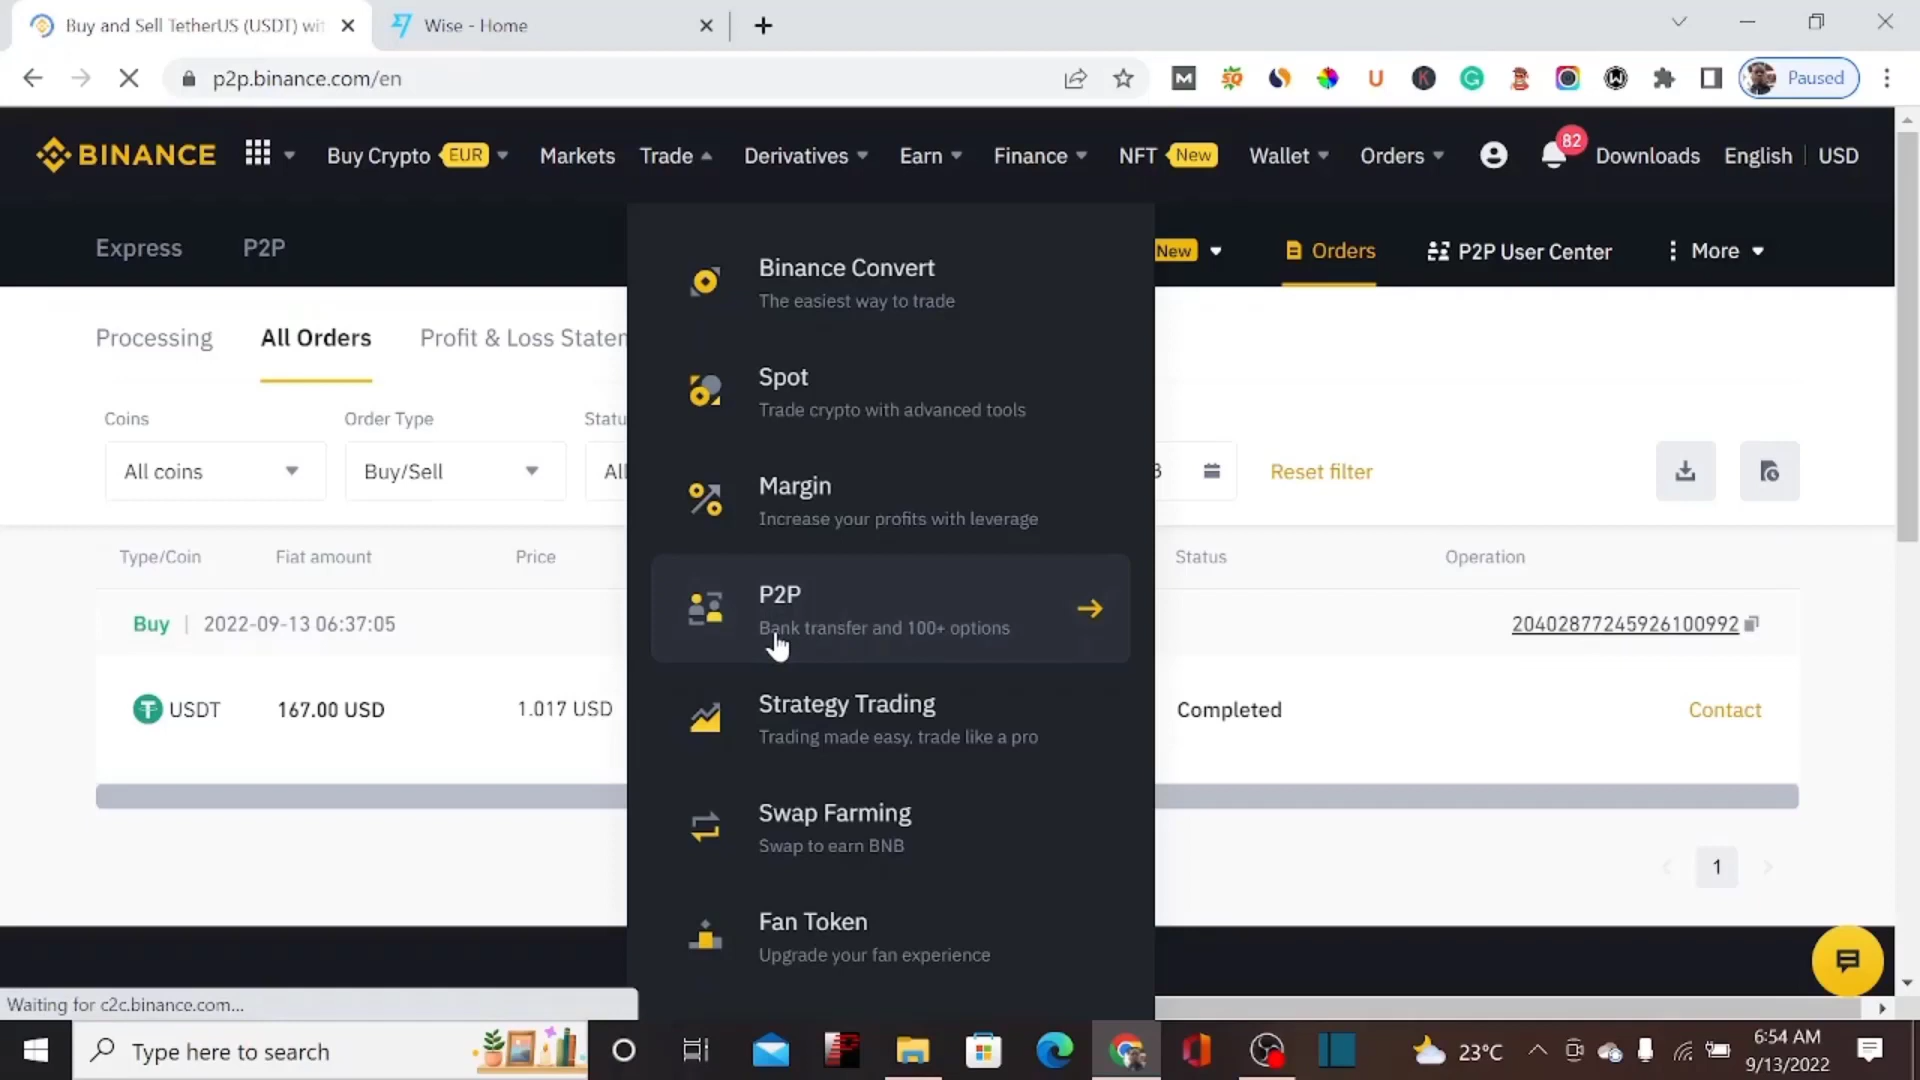 Buy and Sell TetherUS (USDT) wit
Wise - Home
p2p.binance.com/en
Paused
BINANCE
Buy Crypto EUR
Markets
Trade
Derivatives
Earn
Finance
NFT New
Wallet
Orders
82
Downloads
English
USD
Express
P2P
New
Orders
P2P User Center
More
Processing
All Orders
Profit & Loss Staten
Coins
Order Type
Statu
All coins
Buy/Sell
All
3
Reset filter
Type/Coin
Fiat amount
Price
Status
Operation
Buy | 2022-09-13 06:37:05
20402877245926100992
USDT
167.00 USD
1.017 USD
Completed
Contact
1
Binance Convert
The easiest way to trade
Spot
Trade crypto with advanced tools
Margin
Increase your profits with leverage
P2P
Bank transfer and 100+ options
Strategy Trading
Trading made easy, trade like a pro
Swap Farming
Swap to earn BNB
Fan Token
Upgrade your fan experience
Waiting for c2c.binance.com...
Type here to search
23°C
6:54 AM
9/13/2022